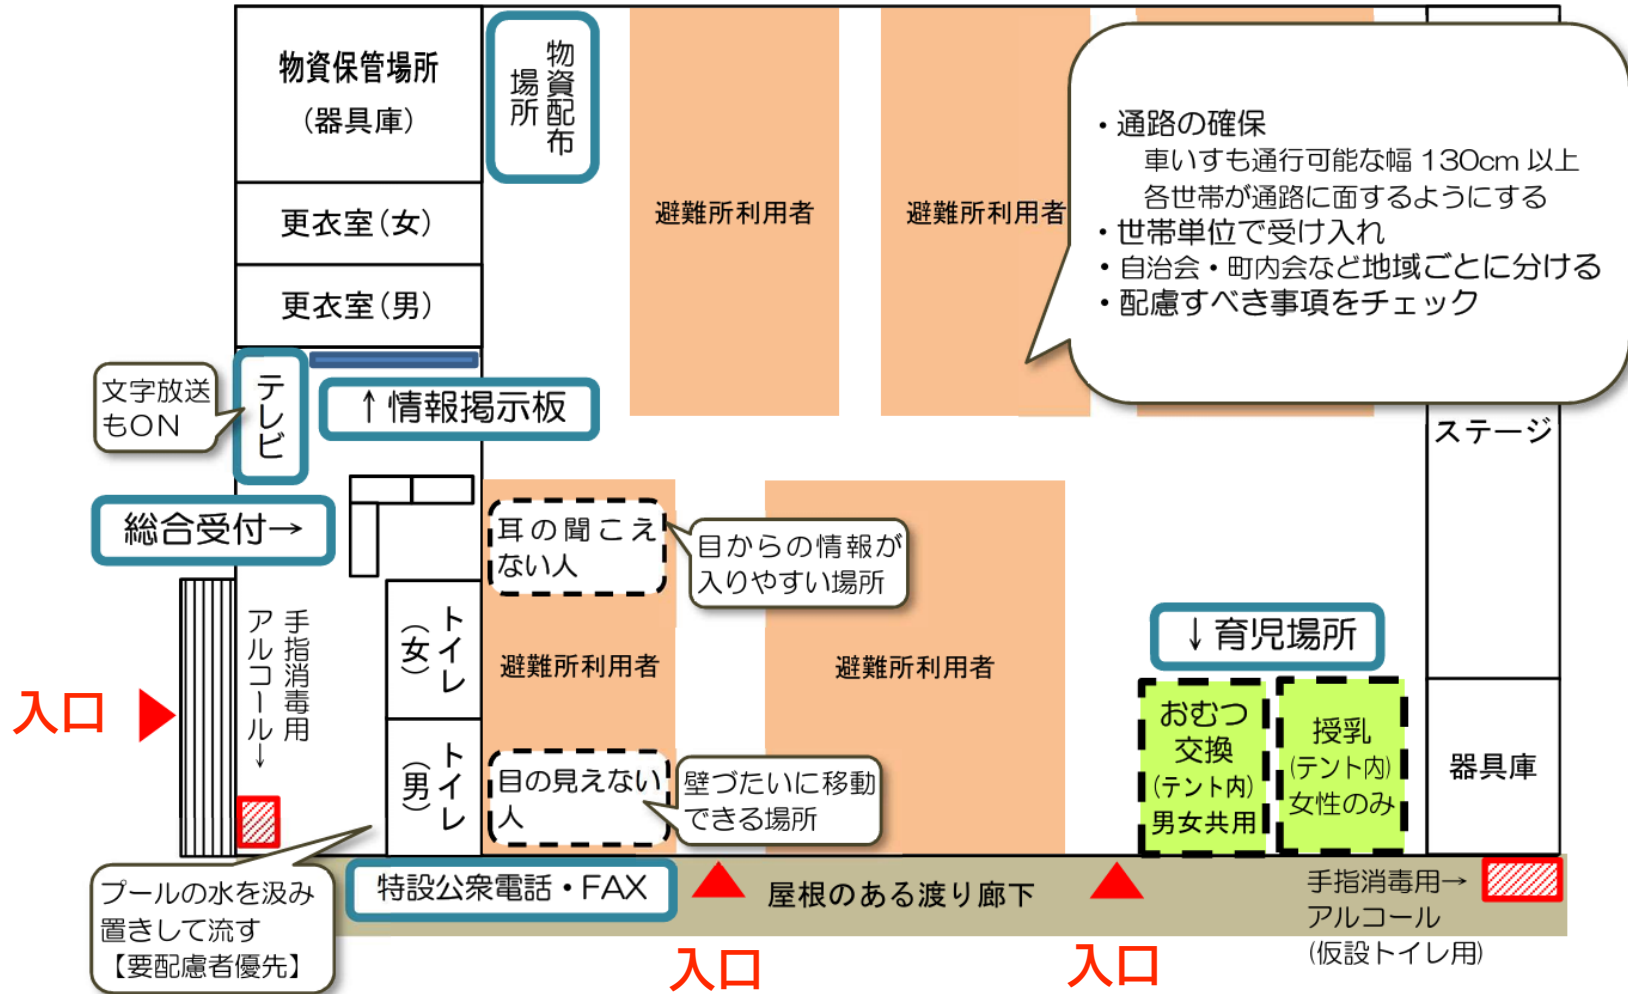 物資保管場所
(器具庫)
物資配布
場所
避難所利用者
避難所利用者
・通路の確保
車いすも通行可能な幅 130cm 以上
各世帯が通路に面するようにする
・世帯単位で受け入れ
・自治会・町内会など地域ごとに分ける
・配慮すべき事項をチェック
更衣室(女)
更衣室(男)
文字放送
もON
テレビ
↑情報掲示板
ステージ
総合受付→
耳の聞こえ
ない人
目からの情報が
入りやすい場所
手指消毒用
アルコール→
トイレ
(女)
避難所利用者
避難所利用者
↓育児場所
入口
トイレ
(男)
目の見えない
人
壁づたいに移動
できる場所
おむつ
交換
(テント内)
男女共用
授乳
(テント内)
女性のみ
器具庫
プールの水を汲み
置きして流す
【要配慮者優先】
特設公衆電話・FAX
屋根のある渡り廊下
手指消毒用→
アルコール
(仮設トイレ用)
入口
入口